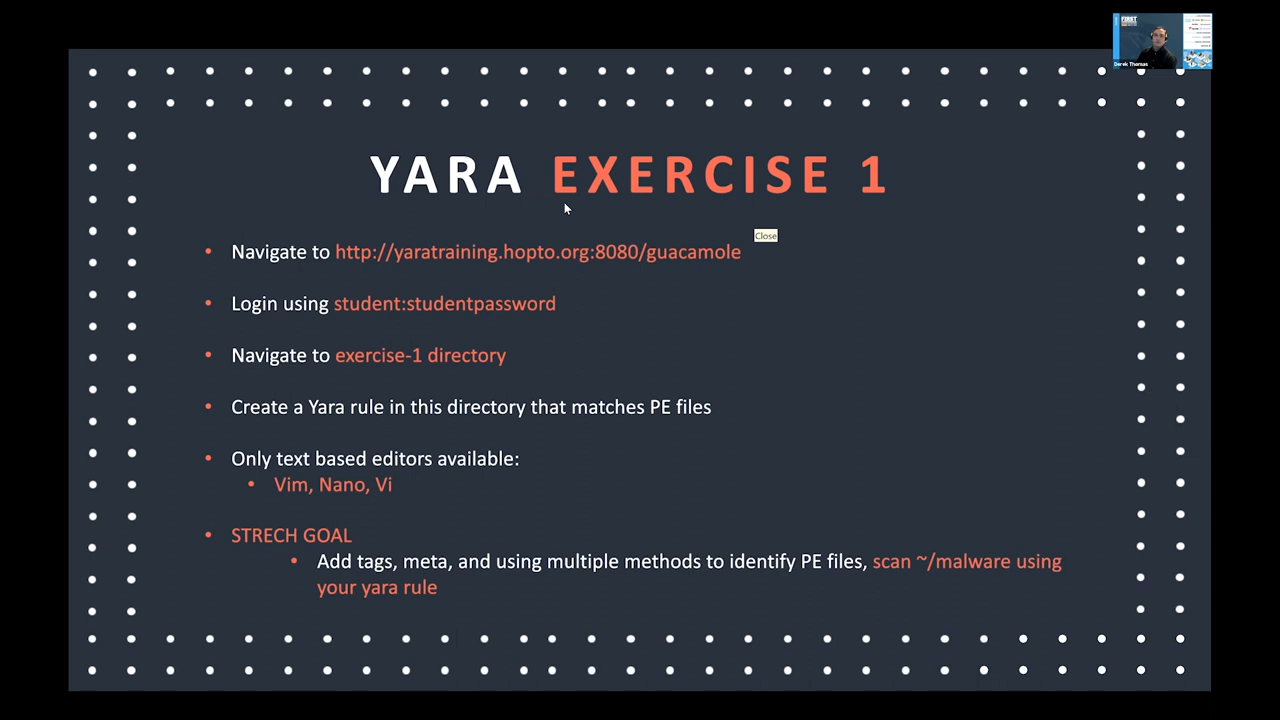 FIRST
Derek Thomas
YARA EXERCISE 1
Close
• Navigate to http://yaratraining.hopto.org:8080/guacamole
• Login using student:studentpassword
• Navigate to exercise-1 directory
• Create a Yara rule in this directory that matches PE files
• Only text based editors available:
• Vim, Nano, Vi
• STRECH GOAL
• Add tags, meta, and using multiple methods to identify PE files, scan ~/malware using
your yara rule